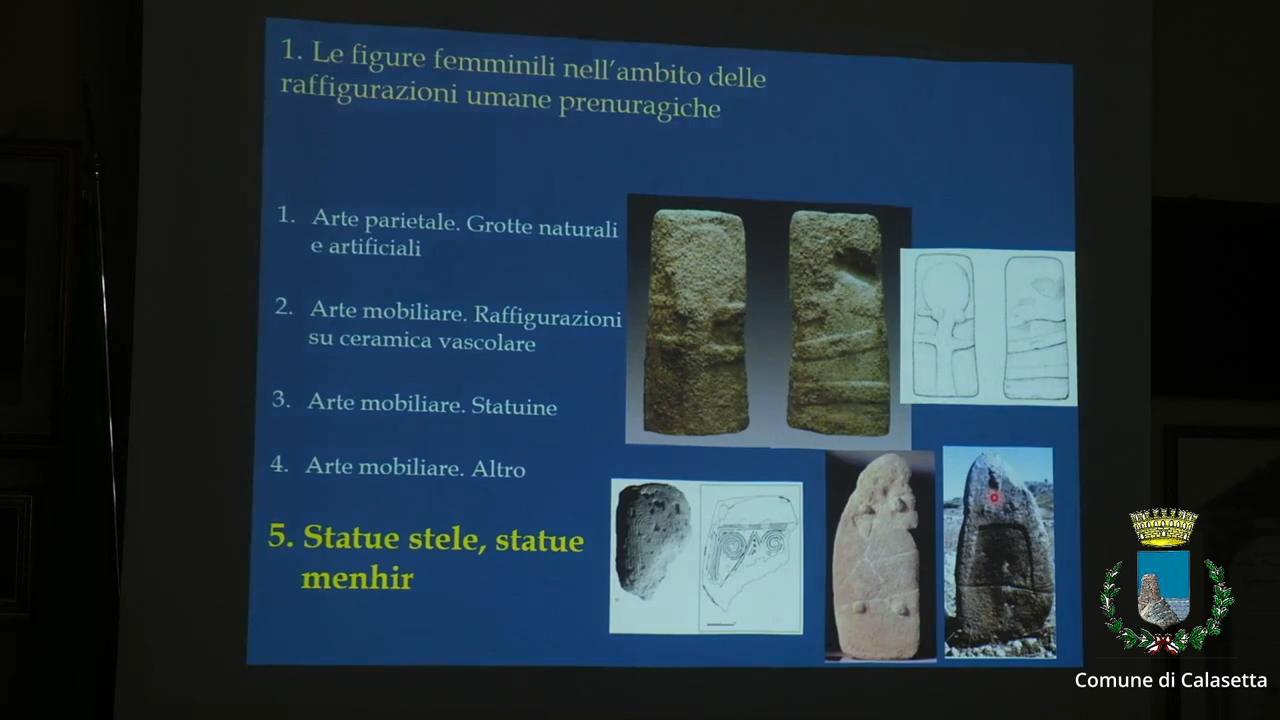 1. Le figure femminili nell'ambito delle
raffigurazioni umane prenuragiche
1. Arte parietale. Grotte naturali
e artificiali
2. Arte mobiliare. Raffigurazioni
su ceramica vascolare
3. Arte mobiliare. Statuine
4. Arte mobiliare. Altro
5. Statue stele, statue
menhir
Comune di Calasetta